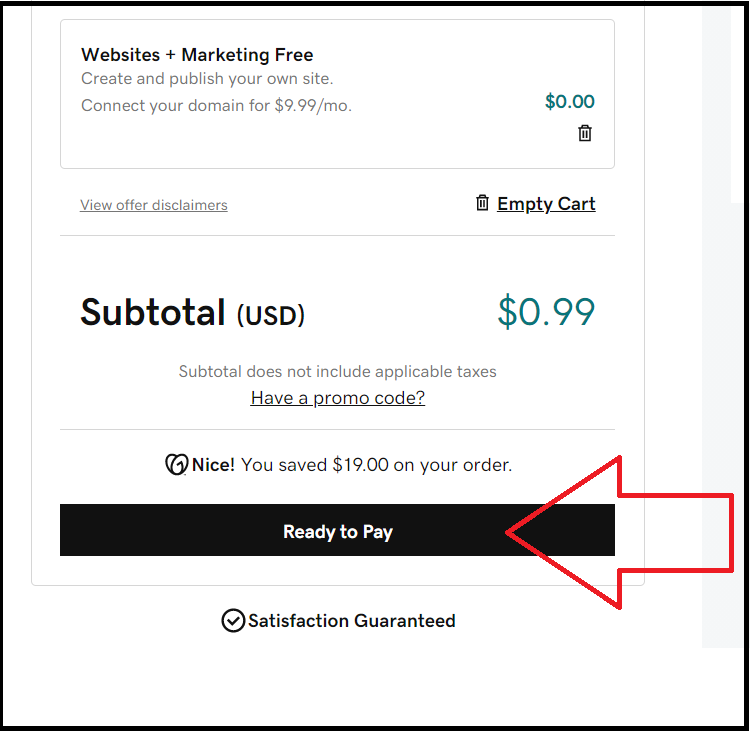 Websites + Marketing Free
Create and publish your own site.
Connect your domain for $9.99/mo.
$0.00
View offer disclaimers
Empty Cart
Subtotal (USD)
$0.99
Subtotal does not include applicable taxes
Have a promo code?
Nice! You saved $19.00 on your order.
Ready to Pay
Satisfaction Guaranteed